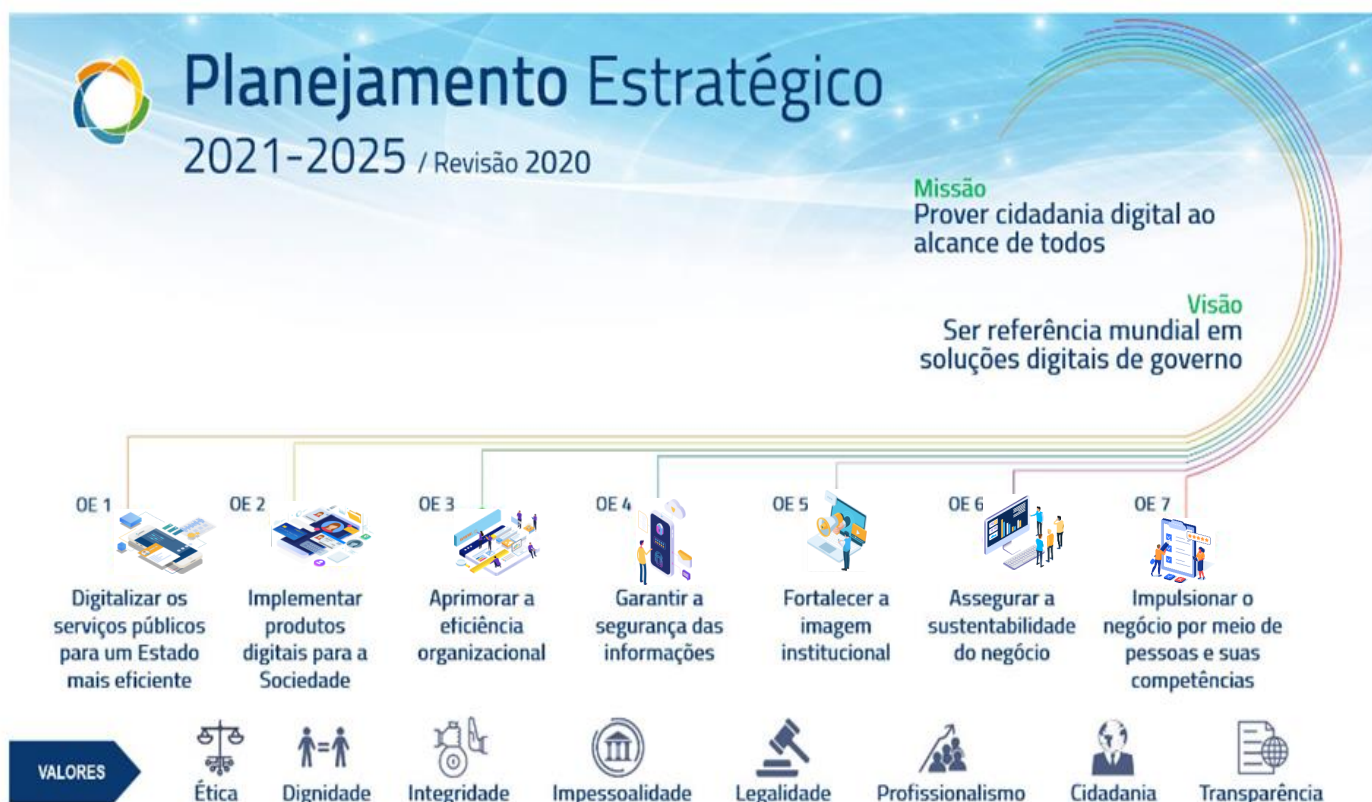 Planejamento Estratégico
2021-2025 / Revisão 2020
Missão
Prover cidadania digital ao
alcance de todos
Visão
Ser referência mundial em
soluções digitais de governo
OE 1
Digitalizar os
serviços públicos
para um Estado
mais eficiente
OE 2
Implementar
produtos
digitais para a
Sociedade
OE 3
Aprimorar a
eficiência
organizacional
OE 4
Garantir a
segurança das
informações
OE 5
Fortalecer a
imagem
institucional
OE 6
Assegurar a
sustentabilidade
do negócio
OE 7
Impulsionar o
negócio por meio de
pessoas e suas
competências
VALORES
Ética
Dignidade
Integridade
Impessoalidade
Legalidade
Profissionalismo
Cidadania
Transparência